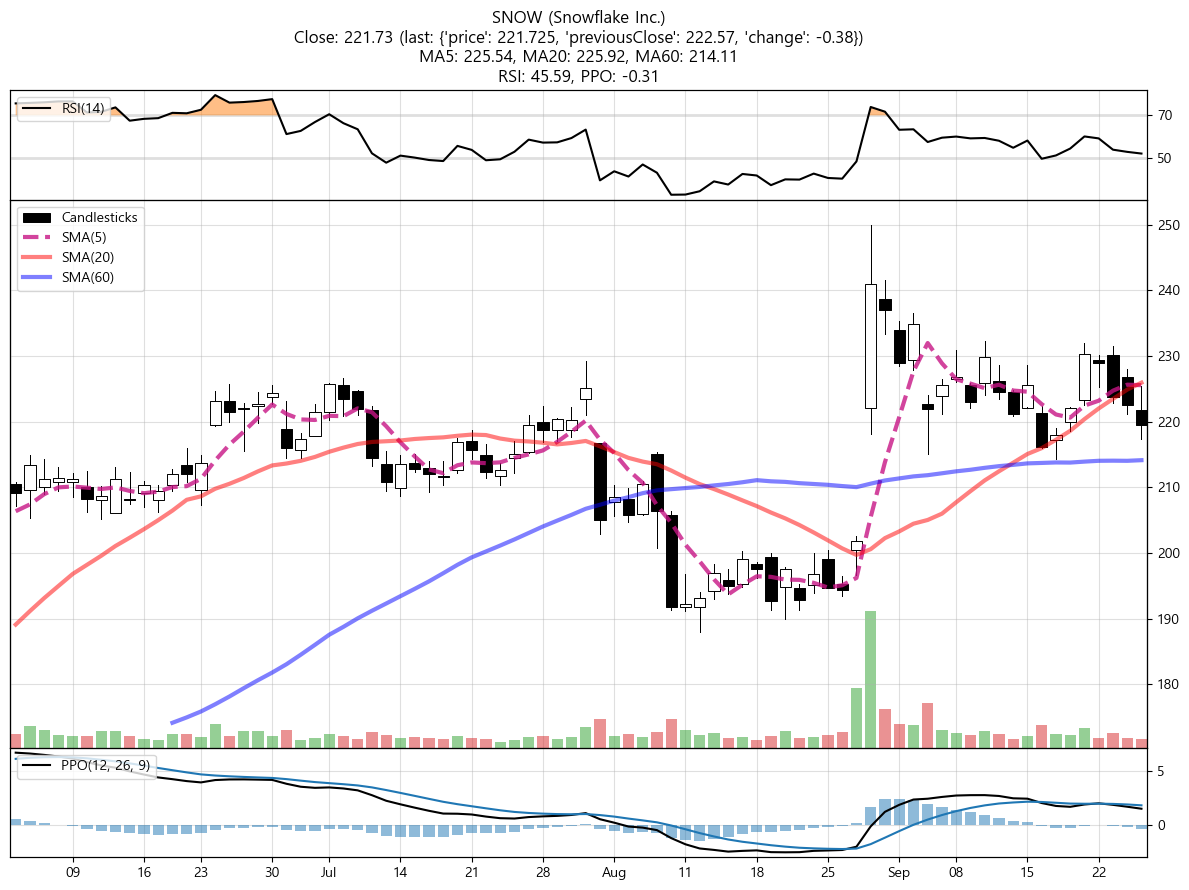 SNOW (Snowflake Inc.)
Close: 221.73 (last: {'price': 221.725, 'previousClose': 222.57, 'change': -0.38})
MA5: 225.54, MA20: 225.92, MA60: 214.11
RSI: 45.59, PPO: -0.31
RSI(14)
70
50
Candlesticks
SMA(5)
SMA(20)
SMA(60)
250
240
230
220
210
200
190
180
PPO(12, 26, 9)
5
0
09 16 23 30 Jul 14 21 28 Aug 11 18 25 Sep 08 15 22